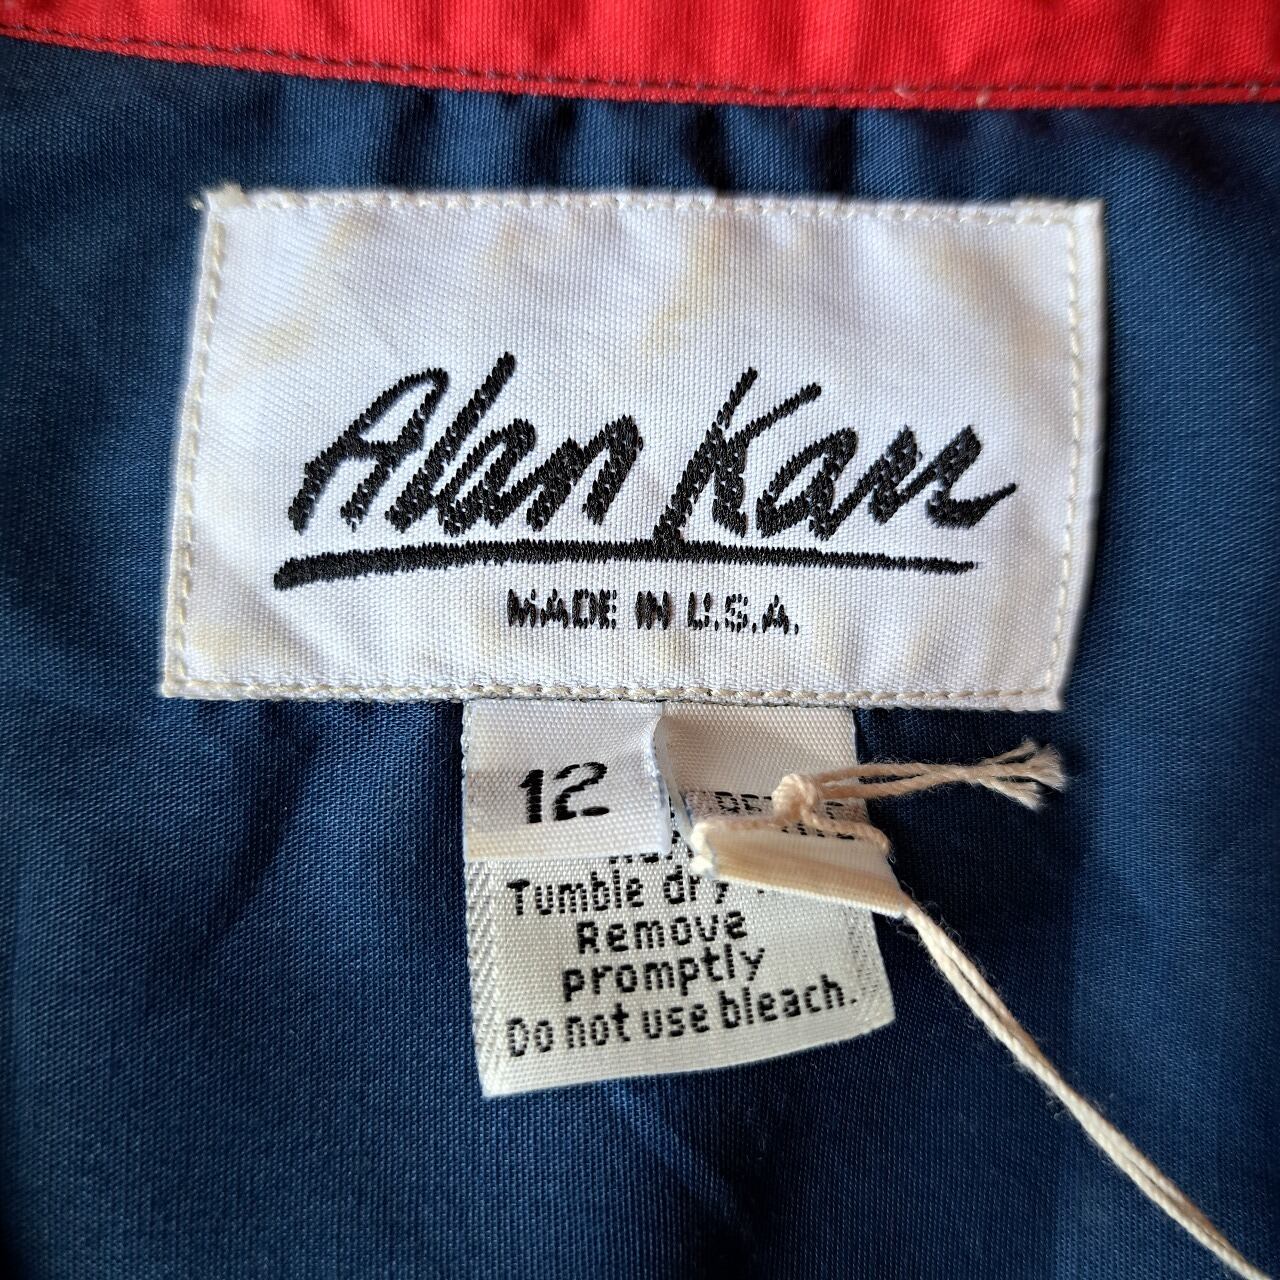 Alan Karr
MADE IN U.S.A.
12
Tumble dry
Remove
promptly
Do not use bleach.